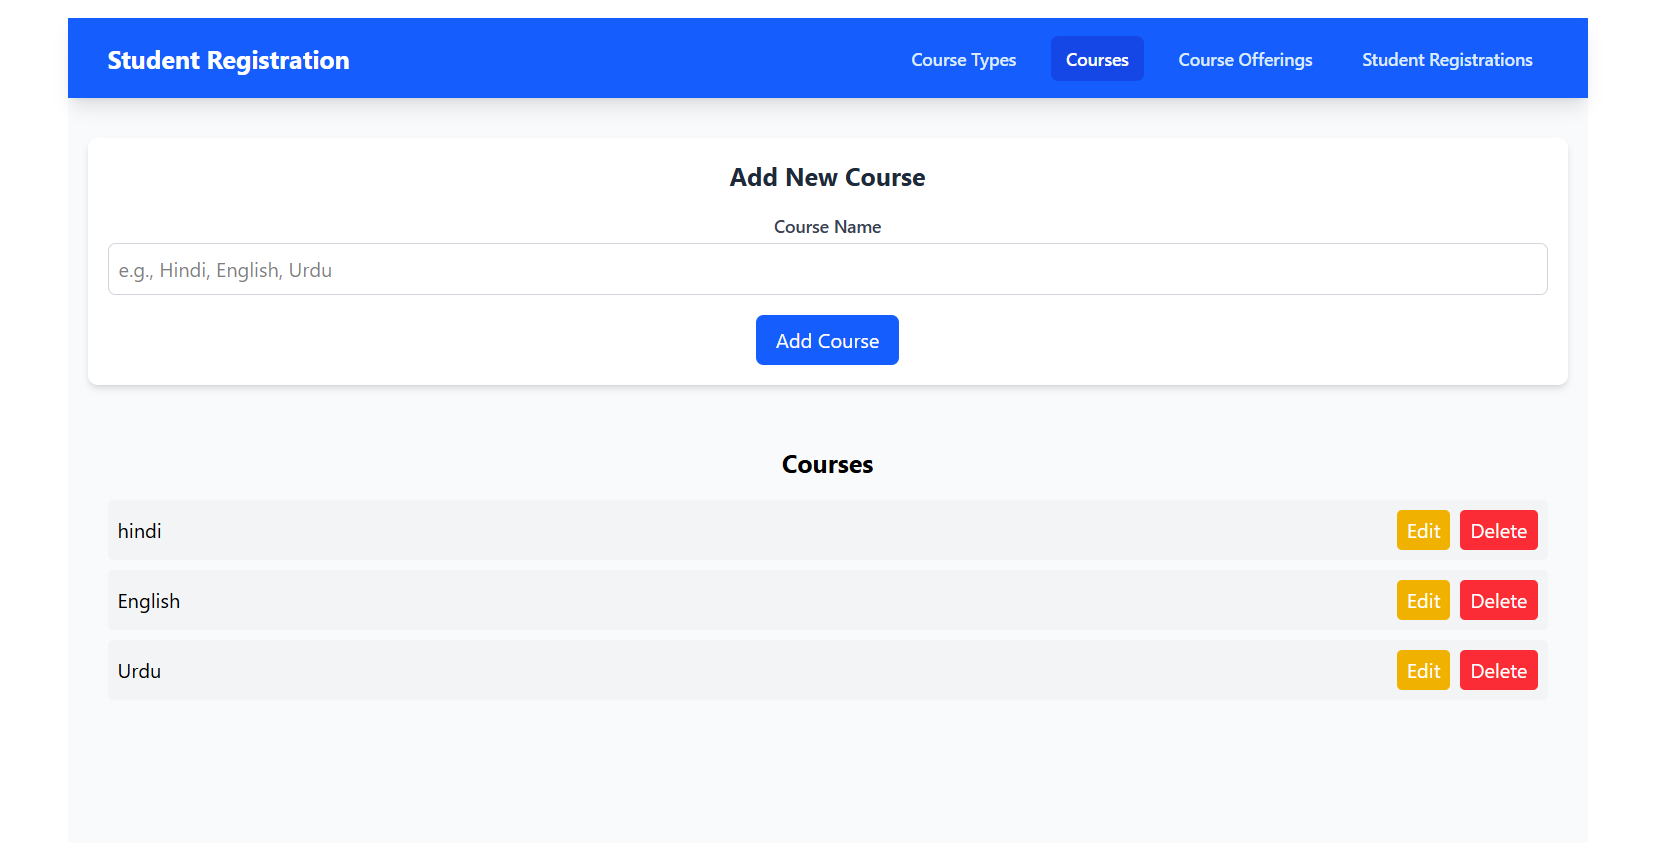 Student Registration
Course Types Courses Course Offerings Student Registrations
Add New Course
Course Name
e.g., Hindi, English, Urdu
Add Course
Courses
hindi Edit Delete
English Edit Delete
Urdu Edit Delete